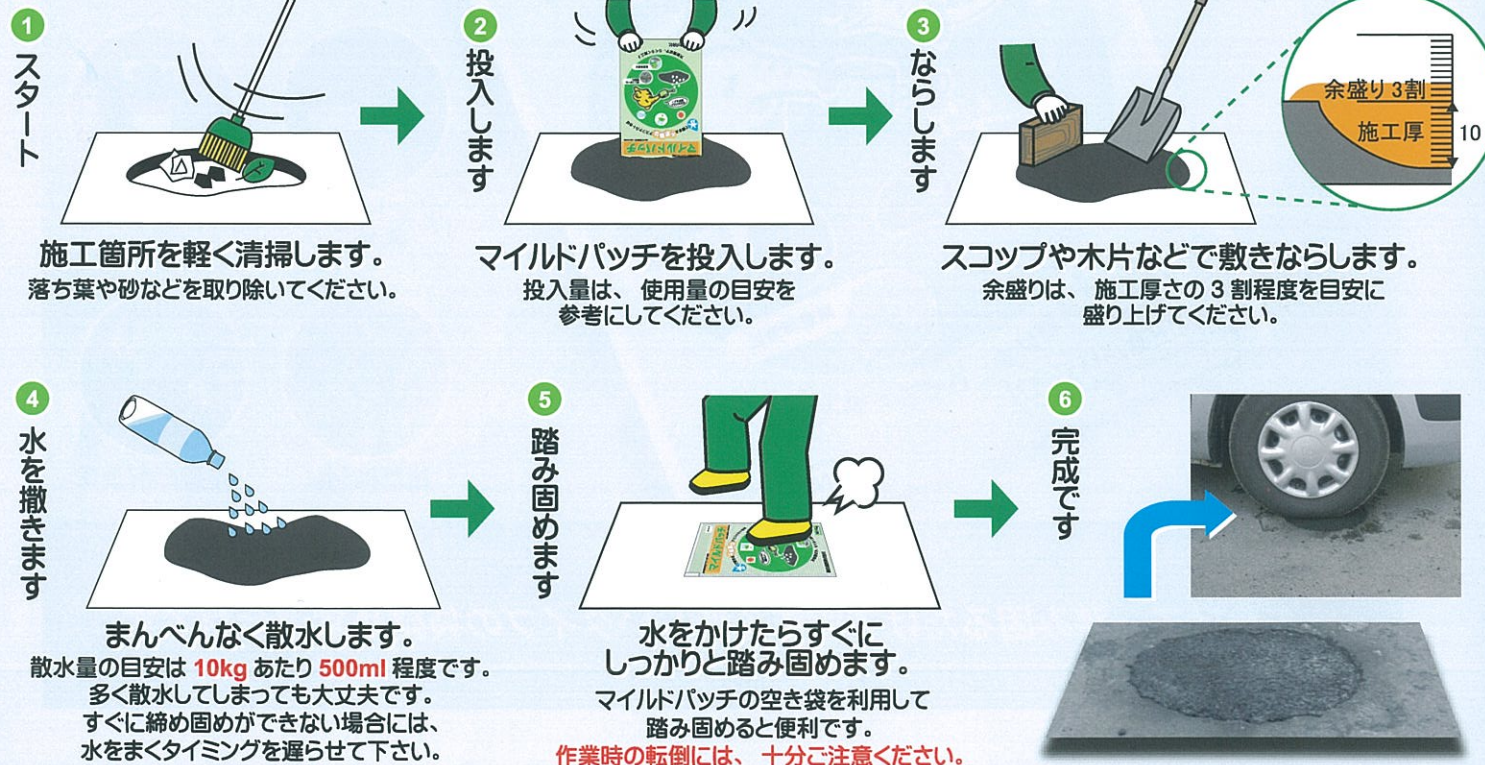 1
スタート
施工箇所を軽く清掃します。
落ち葉や砂などを取り除いてください。
2
投入します
マイルドパッチ
マイルドパッチを投入します。
投入量は、使用量の目安を
参考にしてください。
3
ならします
余盛り3割
施工厚
10
スコップや木片などで敷きならします。
余盛りは、施工厚さの3割程度を目安に
盛り上げてください。
4
水を撒きます
まんべんなく散水します。
散水量の目安は 10kg あたり 500ml 程度です。
多く散水してしまっても大丈夫です。
すぐに締め固めができない場合には、
水をまくタイミングを遅らせて下さい。
5
踏み固めます
マイルドパッチ
水をかけたらすぐに
しっかりと踏み固めます。
マイルドパッチの空き袋を利用して
踏み固めると便利です。
作業時の転倒には、十分ご注意ください。
6
完成です